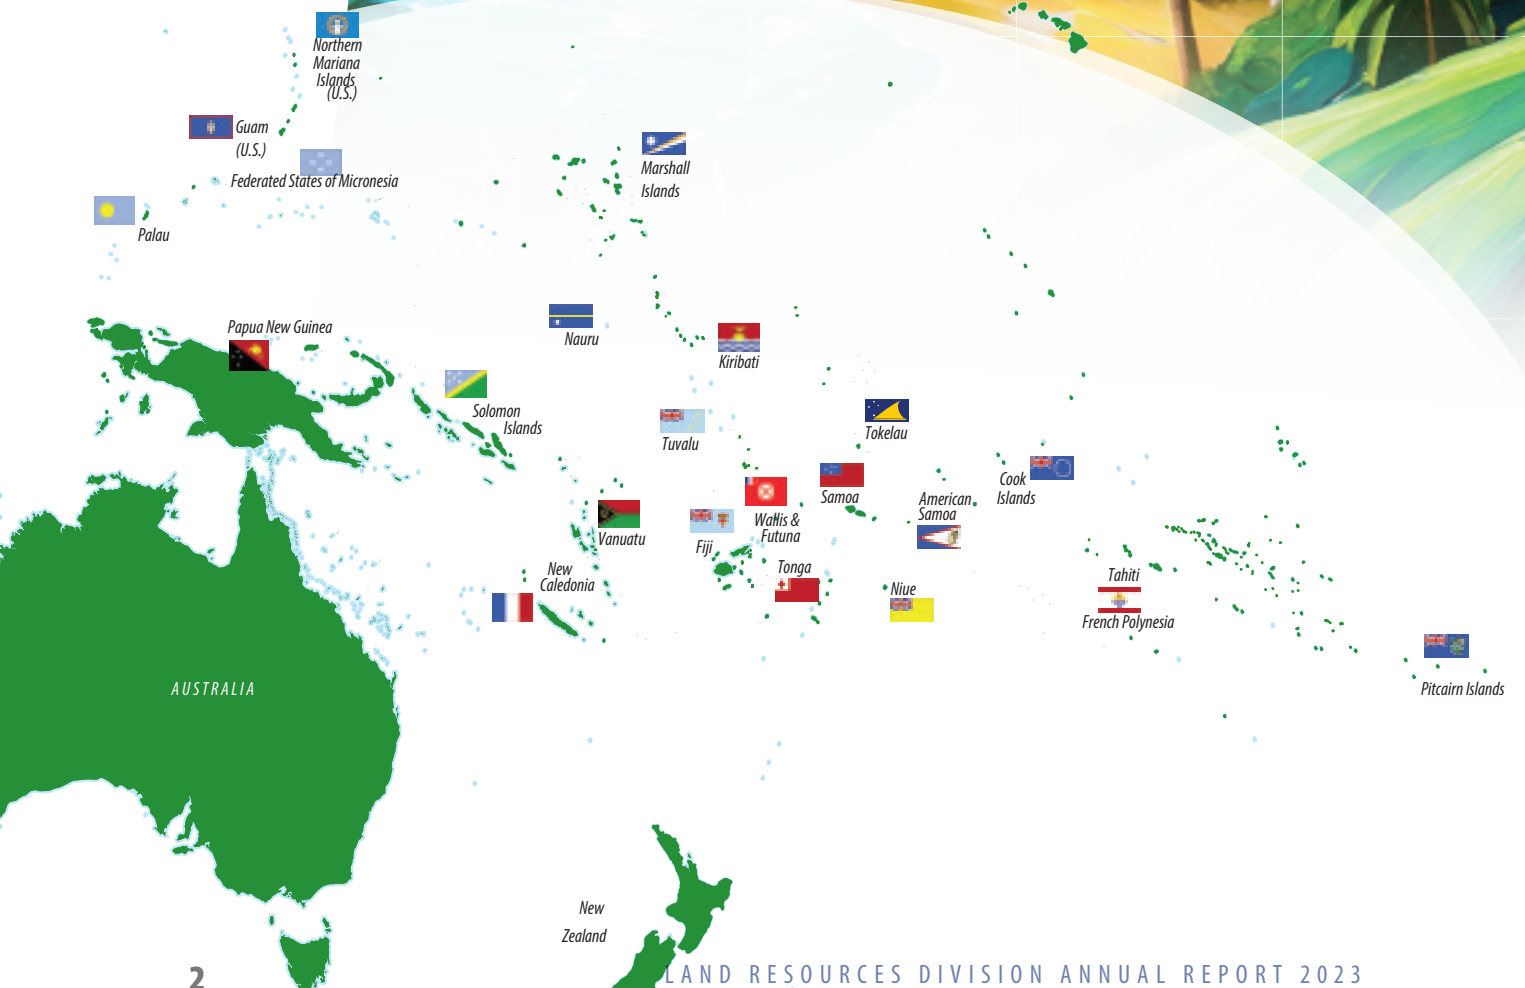 Northern
Mariana
Islands
(U.S.)
Guam
(U.S.)
Federated States of Micronesia
Marshall
Islands
Palau
Papua New Guinea
Nauru
Kiribati
Solomon
Islands
Tuvalu
Tokelau
Samoa
Cook
Islands
American
Samoa
Wallis &
Futuna
Vanuatu
Fiji
New
Caledonia
Tonga
Niue
Tahiti
French Polynesia
Pitcairn Islands
AUSTRALIA
New
Zealand
2
LAND RESOURCES DIVISION ANNUAL REPORT 2023